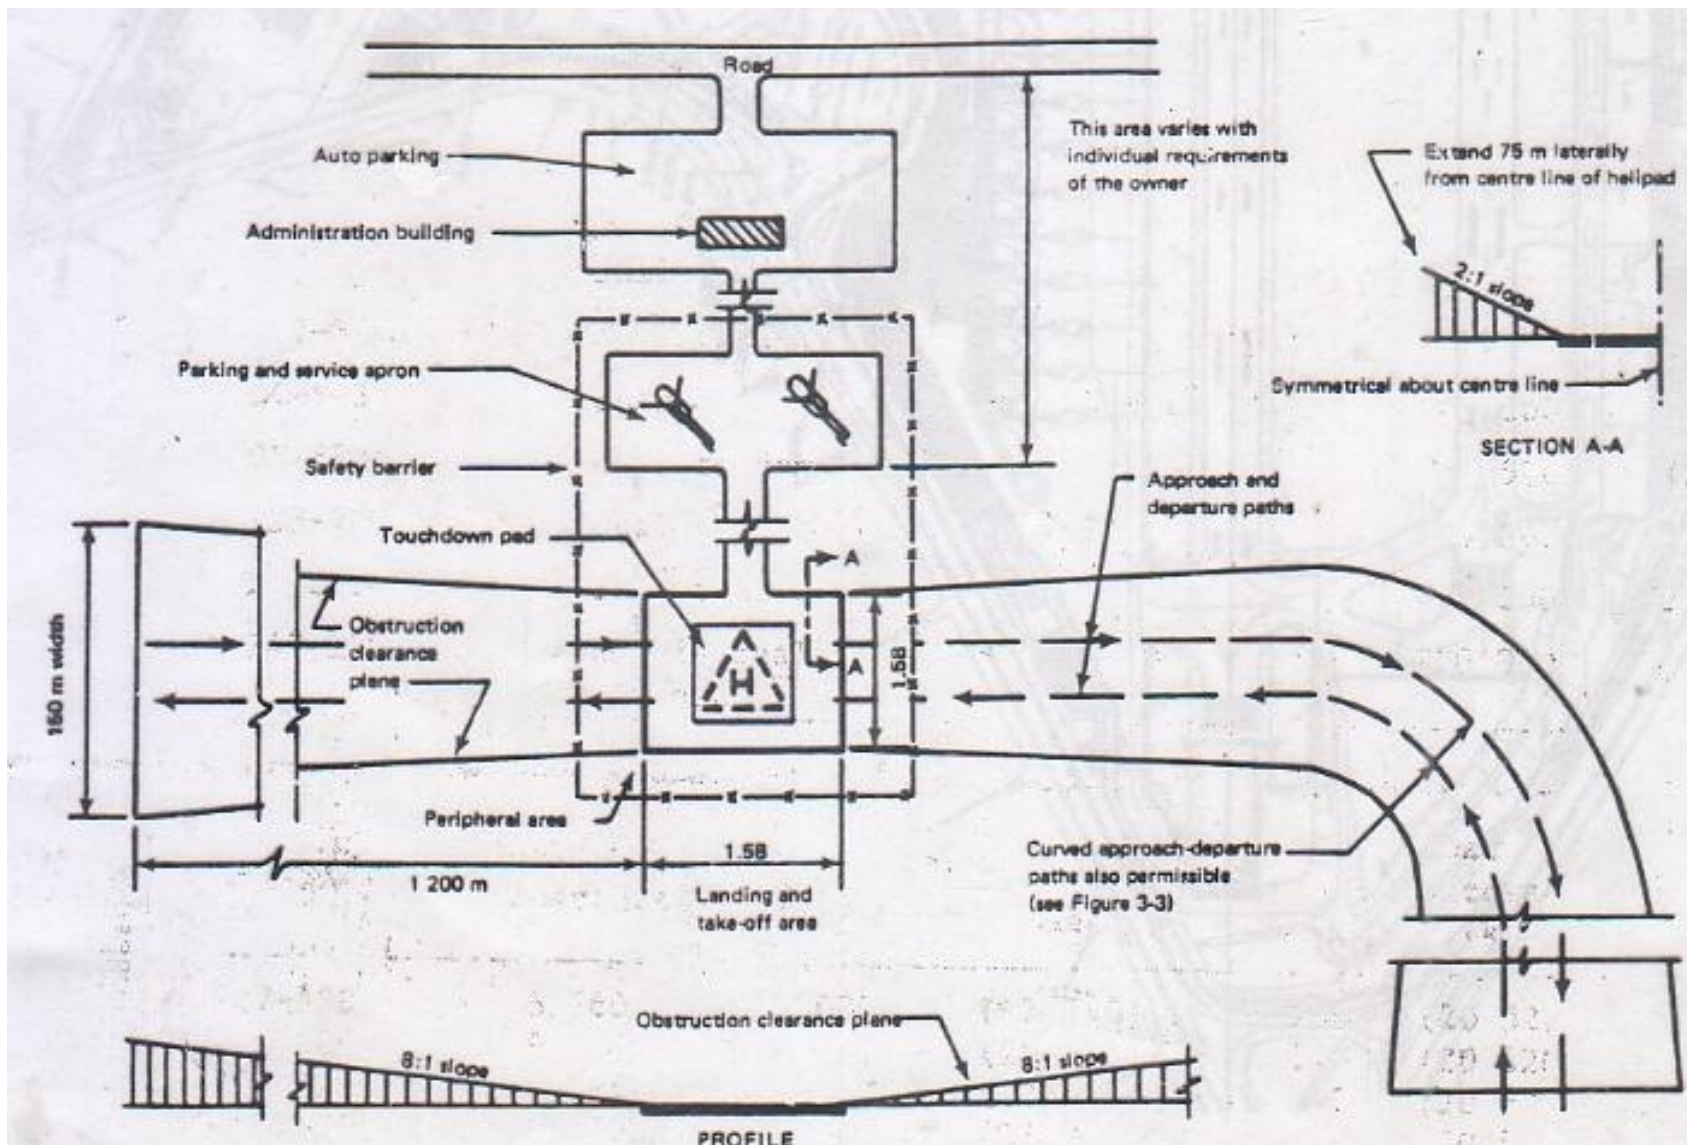 Road
Auto parking
Administration building
This area varies with
individual requirements
of the owner
Extend 75 m laterally
from centre line of helipad
2:1 slope
Symmetrical about centre line
SECTION A-A
Parking and service apron
Safety barrier
Touchdown pad
Approach and
departure paths
A
A
150 m width
Obstruction
clearance
plane
H
1.5B
Peripheral area
1 200 m
1.5B
Landing and
take-off area
Curved approach-departure
paths also permissible
(see Figure 3-3)
Obstruction clearance plane
8:1 slope
8:1 slope
PROFILE